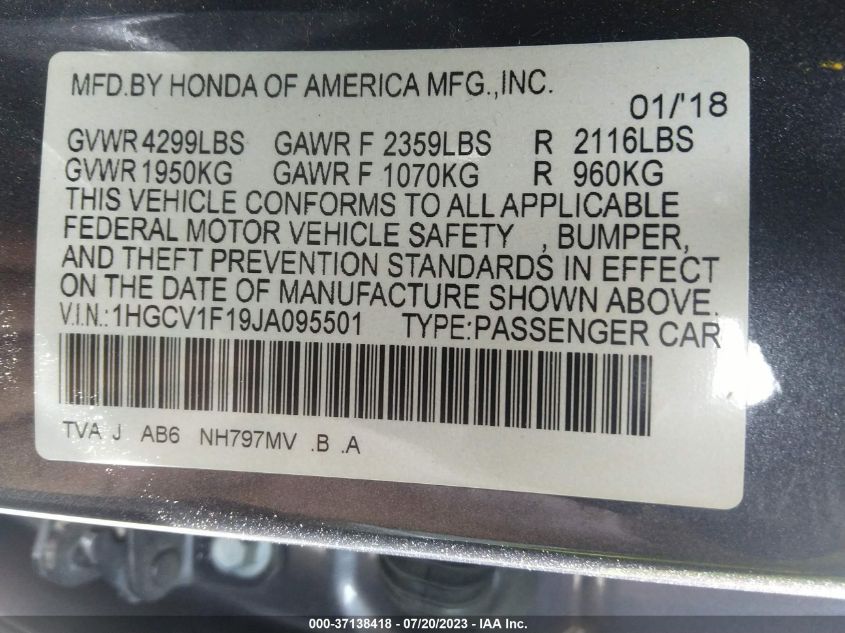 MFD.BY HONDA OF AMERICA MFG.,INC.
01/'18
GVWR 4299LBS GAWR F 2359LBS R 2116LBS
GVWR 1950KG GAWR F 1070KG R 960KG
THIS VEHICLE CONFORMS TO ALL APPLICABLE
FEDERAL MOTOR VEHICLE SAFETY , BUMPER,
AND THEFT PREVENTION STANDARDS IN EFFECT
ON THE DATE OF MANUFACTURE SHOWN ABOVE.
V.I.N.:1HGCV1F19JA095501 TYPE:PASSENGER CAR
TVA J AB6 NH797MV .B .A
000-37138418 / 07/20/2023 - IAA Inc.